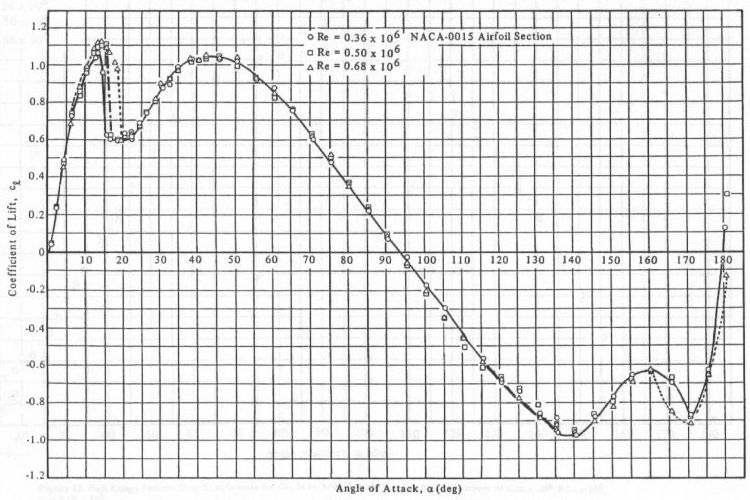 Re = 0.36 x 10⁶ NACA-0015 Airfoil Section
Re = 0.50 x 10⁶
Re = 0.68 x 10⁶
1.2
1.0
0.8
0.6
0.4
0.2
0
-0.2
-0.4
-0.6
-0.8
-1.0
-1.2
Coefficient of Lift, cℓ
10 20 30 40 50 60 70 80 90 100 110 120 130 140 150 160 170 180
Angle of Attack, α (deg)